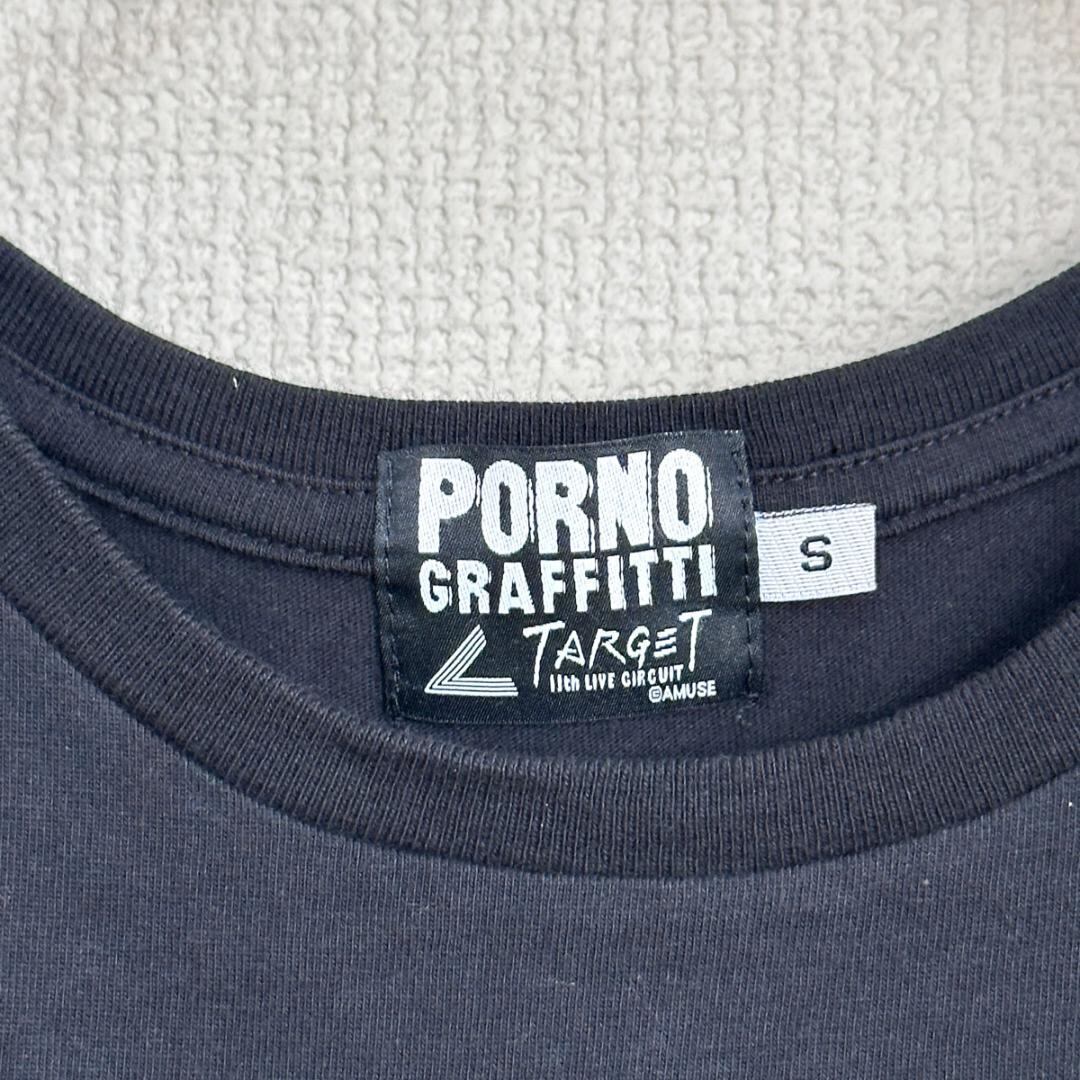 PORNO
GRAFFITTI
TARGET
11th LIVE CIRCUIT
©AMUSE
S